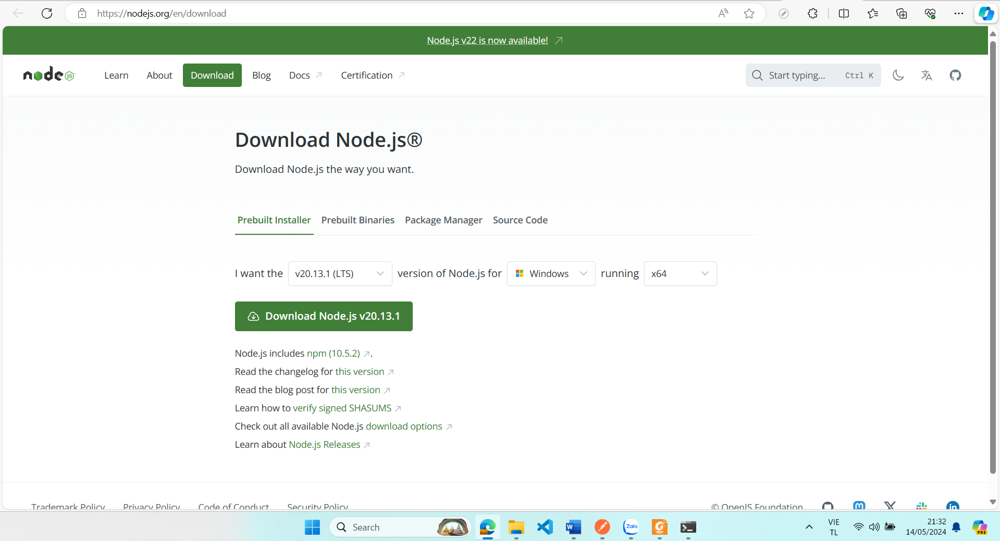 https://nodejs.org/en/download
Node.js v22 is now available!
node JS
Learn About Download Blog Docs Certification
Start typing... Ctrl K
Download Node.js®
Download Node.js the way you want.
Prebuilt Installer Prebuilt Binaries Package Manager Source Code
I want the v20.13.1 (LTS) version of Node.js for Windows running x64
Download Node.js v20.13.1
Node.js includes npm (10.5.2).
Read the changelog for this version
Read the blog post for this version
Learn how to verify signed SHASUMS
Check out all available Node.js download options
Learn about Node.js Releases
Trademark Policy Privacy Policy Code of Conduct Security Policy © OpenJS Foundation
Search
W
Zalo
PDF
VIE
TL
21:32
14/05/2024
PRE